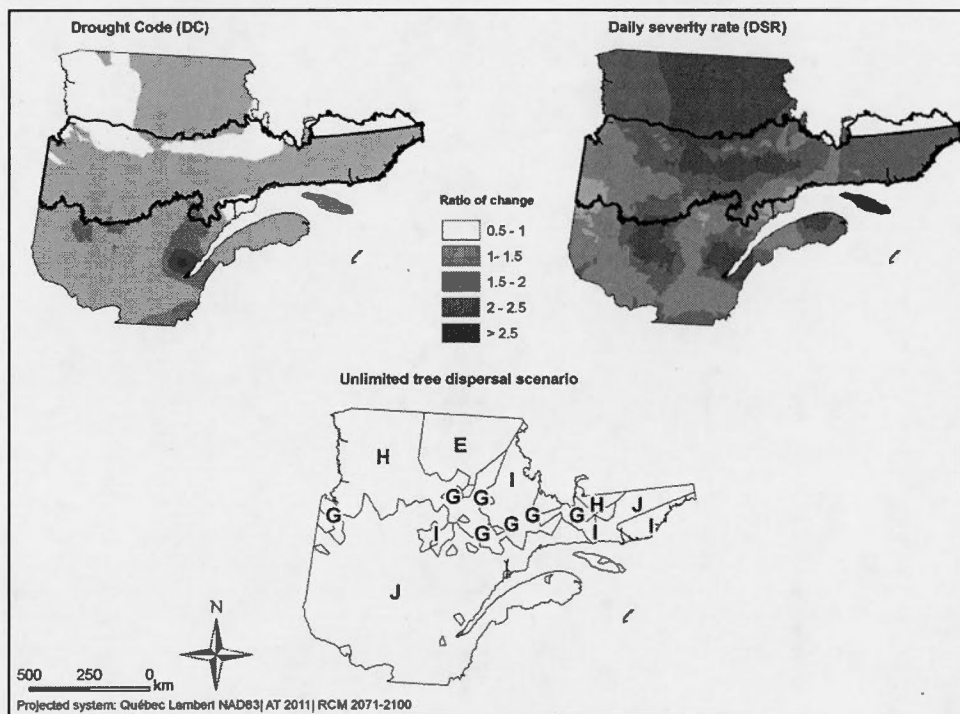 Drought Code (DC)
Daily severity rate (DSR)
Ratio of change
0.5 - 1
1- 1.5
1.5 - 2
2 - 2.5
> 2.5
Unlimited tree dispersal scenario
E
H
I
G G
G
H J
G G
G I
I G I
J
N
500 250 0
km
Projected system: Québec Lambert NAD83| AT 2011| RCM 2071-2100